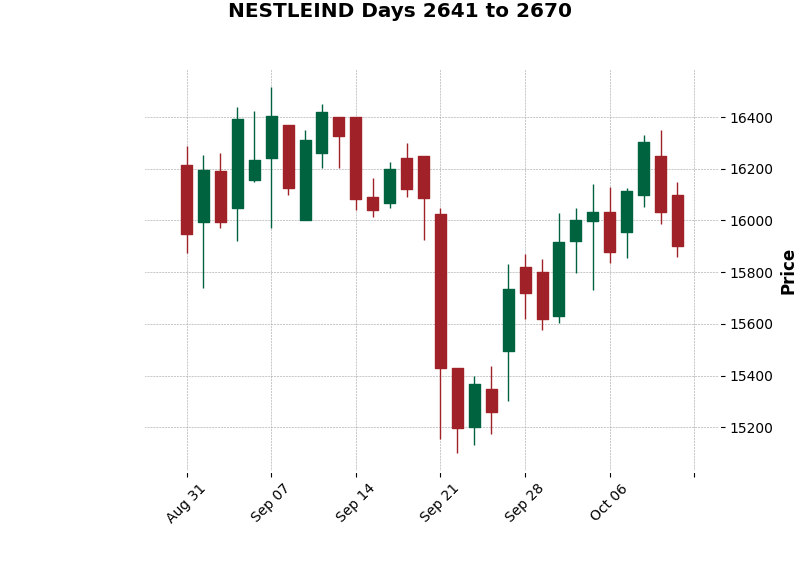 NESTLEIND Days 2641 to 2670
16400
16200
16000
15800
15600
15400
15200
Price
Aug 31
Sep 07
Sep 14
Sep 21
Sep 28
Oct 06